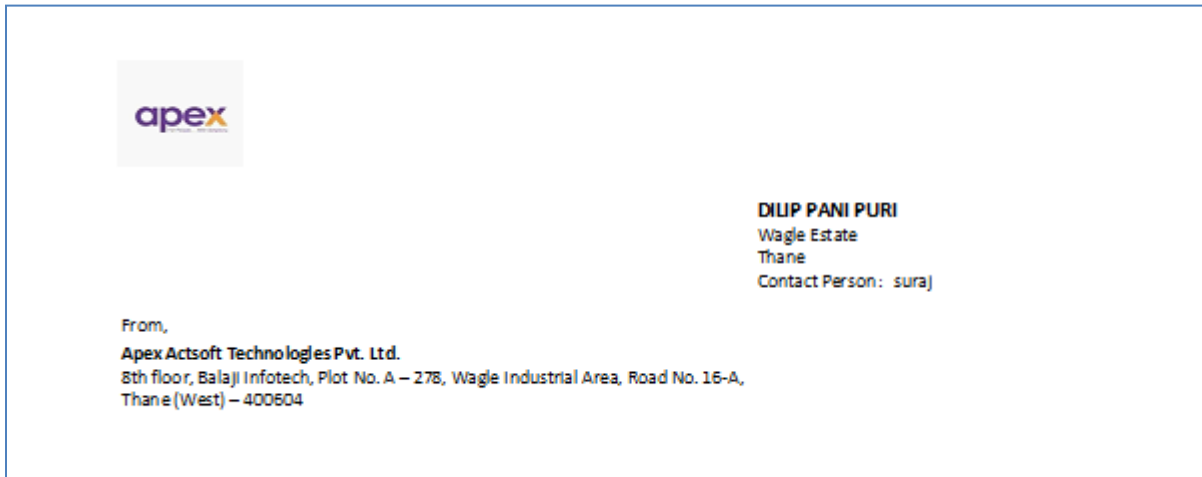 apex
DILIP PANI PURI
Wagle Estate
Thane
Contact Person : suraj
From,
Apex Actsoft Technologies Pvt. Ltd.
8th floor, Balaji Infotech, Plot No. A – 278, Wagle Industrial Area, Road No. 16-A,
Thane (West) – 400604